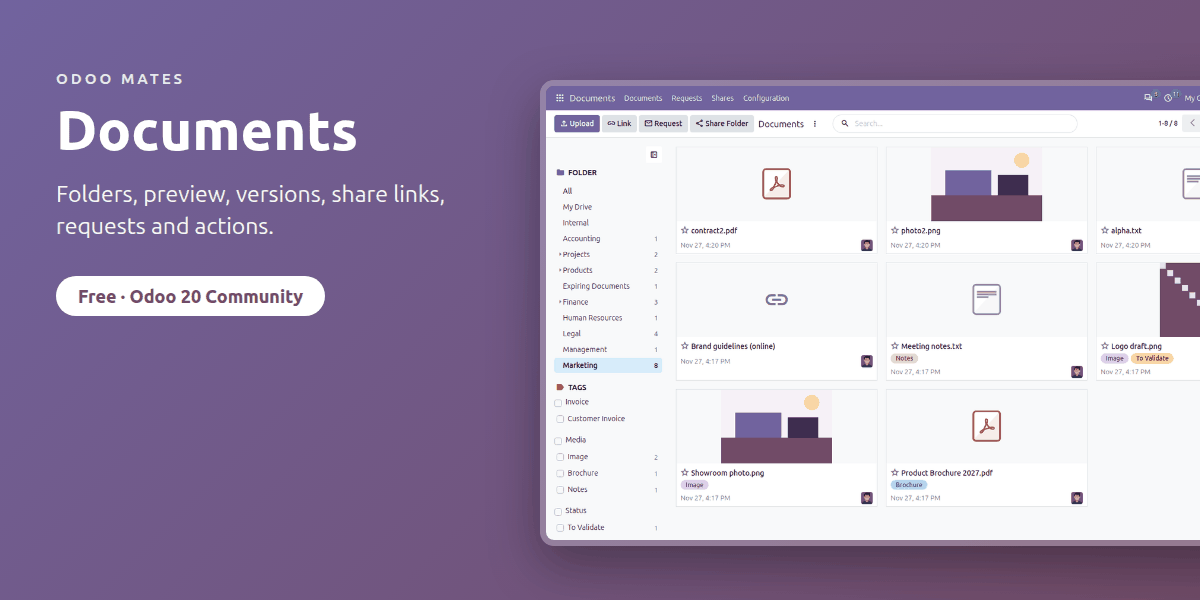 ODOO MATES
Documents
Folders, preview, versions, share links,
requests and actions.
Free · Odoo 20 Community
Documents Documents Requests Shares Configuration
Upload Link Request Share Folder Documents Search... 1-8 / 8
FOLDER
All
My Drive
Internal
Accounting 1
Projects 2
Products 2
Expiring Documents 1
Finance 3
Human Resources 1
Legal 4
Management 1
Marketing 8
TAGS
Invoice
Customer Invoice
Media
Image 2
Brochure 1
Notes 1
Status
To Validate 1
contract2.pdf
Nov 27, 4:20 PM
photo2.png
Nov 27, 4:20 PM
alpha.txt
Nov 27, 4:20 PM
Brand guidelines (online)
Nov 27, 4:17 PM
Meeting notes.txt
Notes
Nov 27, 4:17 PM
Logo draft.png
Image To Validate
Nov 27, 4:17 PM
Showroom photo.png
Image
Nov 27, 4:17 PM
Product Brochure 2027.pdf
Brochure
Nov 27, 4:17 PM